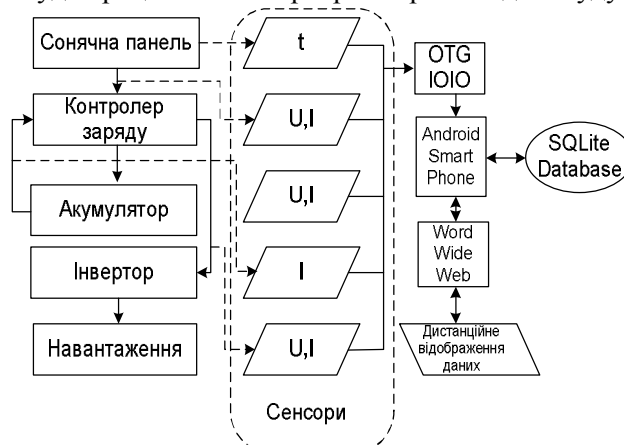 Сонячна панель
Контролер
заряду
Акумулятор
Інвертор
Навантаження
t
U,I
U,I
I
U,I
Сенсори
OTG
IOIO
Android
Smart
Phone
SQLite
Database
Word
Wide
Web
Дистанційне
відображення
даних